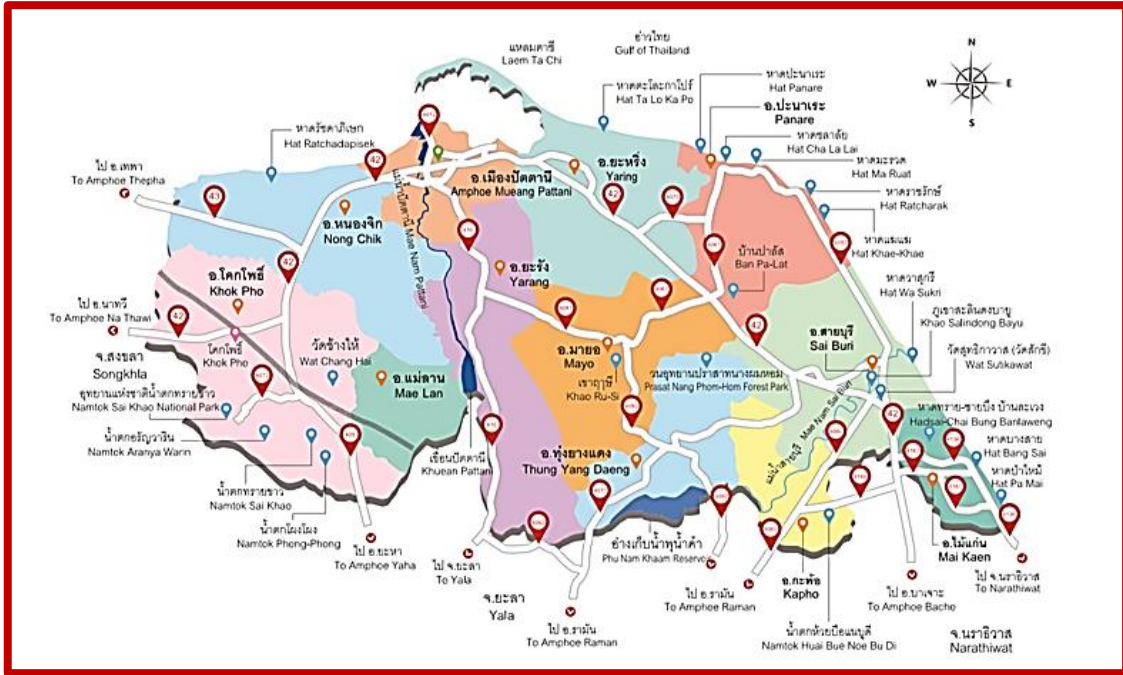 แหลมตาชี
Laem Ta Chi
อ่าวไทย
Gulf of Thailand
N
W
E
S
หาดตะโละกาโปร์
Hat Ta Lo Ka Po
หาดปะนาเระ
Hat Panare
อ.ปะนาเระ
Panare
หาดชลาลัย
Hat Cha La Lai
หาดมะรวด
Hat Ma Ruat
หาดราชรักษ์
Hat Ratcharak
หาดแฆแฆ
Hat Khae-Khae
หาดวาสุกรี
Hat Wa Sukri
หาดรัชดาภิเษก
Hat Ratchadapisek
ไป อ.เทพา
To Amphoe Thepha
43
42
อ.เมืองปัตตานี
Amphoe Mueang Pattani
อ.ยะหริ่ง
Yaring
42
อ.หนองจิก
Nong Chik
แม่น้ำปัตตานี Mae Nam Pattani
อ.ยะรัง
Yarang
บ้านปาลัส
Ban Pa-Lat
42
อ.โคกโพธิ์
Khok Pho
ไป อ.นาทวี
To Amphoe Na Thawi
42
โคกโพธิ์
Khok Pho
วัดช้างให้
Wat Chang Hai
อ.แม่ลาน
Mae Lan
อ.มายอ
Mayo
เขาฤาษี
Khao Ru-Si
42
วนอุทยานปราสาทนางผมหอม
Prasat Nang Phom-Hom Forest Park
อ.สายบุรี
Sai Buri
ภูเขาสะลินดงบายู
Khao Salindong Bayu
วัดสุทธิกาวาส (วัดสักขี)
Wat Sutikawat
แม่น้ำสายบุรี Mae Nam Sai Buri
42
จ.สงขลา
Songkhla
อุทยานแห่งชาติน้ำตกทรายขาว
Namtok Sai Khao National Park
น้ำตกอรัญวาริน
Namtok Aranya Warin
น้ำตกทรายขาว
Namtok Sai Khao
น้ำตกโผงโผง
Namtok Phong-Phong
เขื่อนปัตตานี
Khuean Pattani
อ.ทุ่งยางแดง
Thung Yang Daeng
หาดทราย-ชายบึง บ้านละเวง
Hadsai-Chai Bung Banlaweng
หาดบางสาย
Hat Bang Sai
หาดป่าไหม้
Hat Pa Mai
ไป อ.ยะหา
To Amphoe Yaha
ไป จ.ยะลา
To Yala
จ.ยะลา
Yala
ไป อ.รามัน
To Amphoe Raman
อ่างเก็บน้ำพุน้ำดำ
Phu Nam Khaam Reservoir
ไป อ.รามัน
To Amphoe Raman
อ.กะพ้อ
Kapho
น้ำตกห้วยบือแนบูดี
Namtok Huai Bue Noe Bu Di
ไป อ.บาเจาะ
To Amphoe Bacho
อ.ไม้แก่น
Mai Kaen
ไป จ.นราธิวาส
To Narathiwat
จ.นราธิวาส
Narathiwat